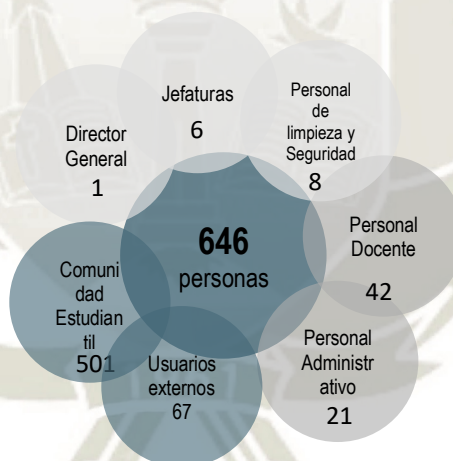 Jefaturas
6
Personal
de
limpieza y
Seguridad
8
Director
General
1
646
personas
Personal
Docente
42
Comuni
dad
Estudian
til
501
Usuarios
externos
67
Personal
Administr
ativo
21